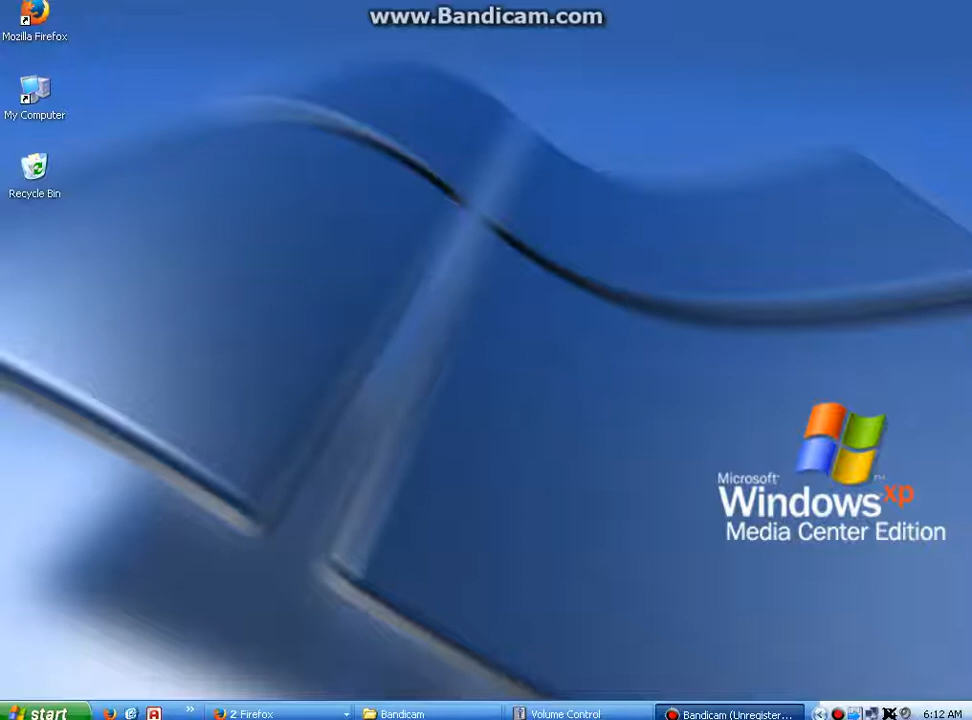 www.Bandicam.com
Mozilla Firefox
My Computer
Recycle Bin
Microsoft
Windows xp
Media Center Edition
TM
start
2 Firefox
Bandicam
Volume Control
Bandicam (Unregister...
6:12 AM